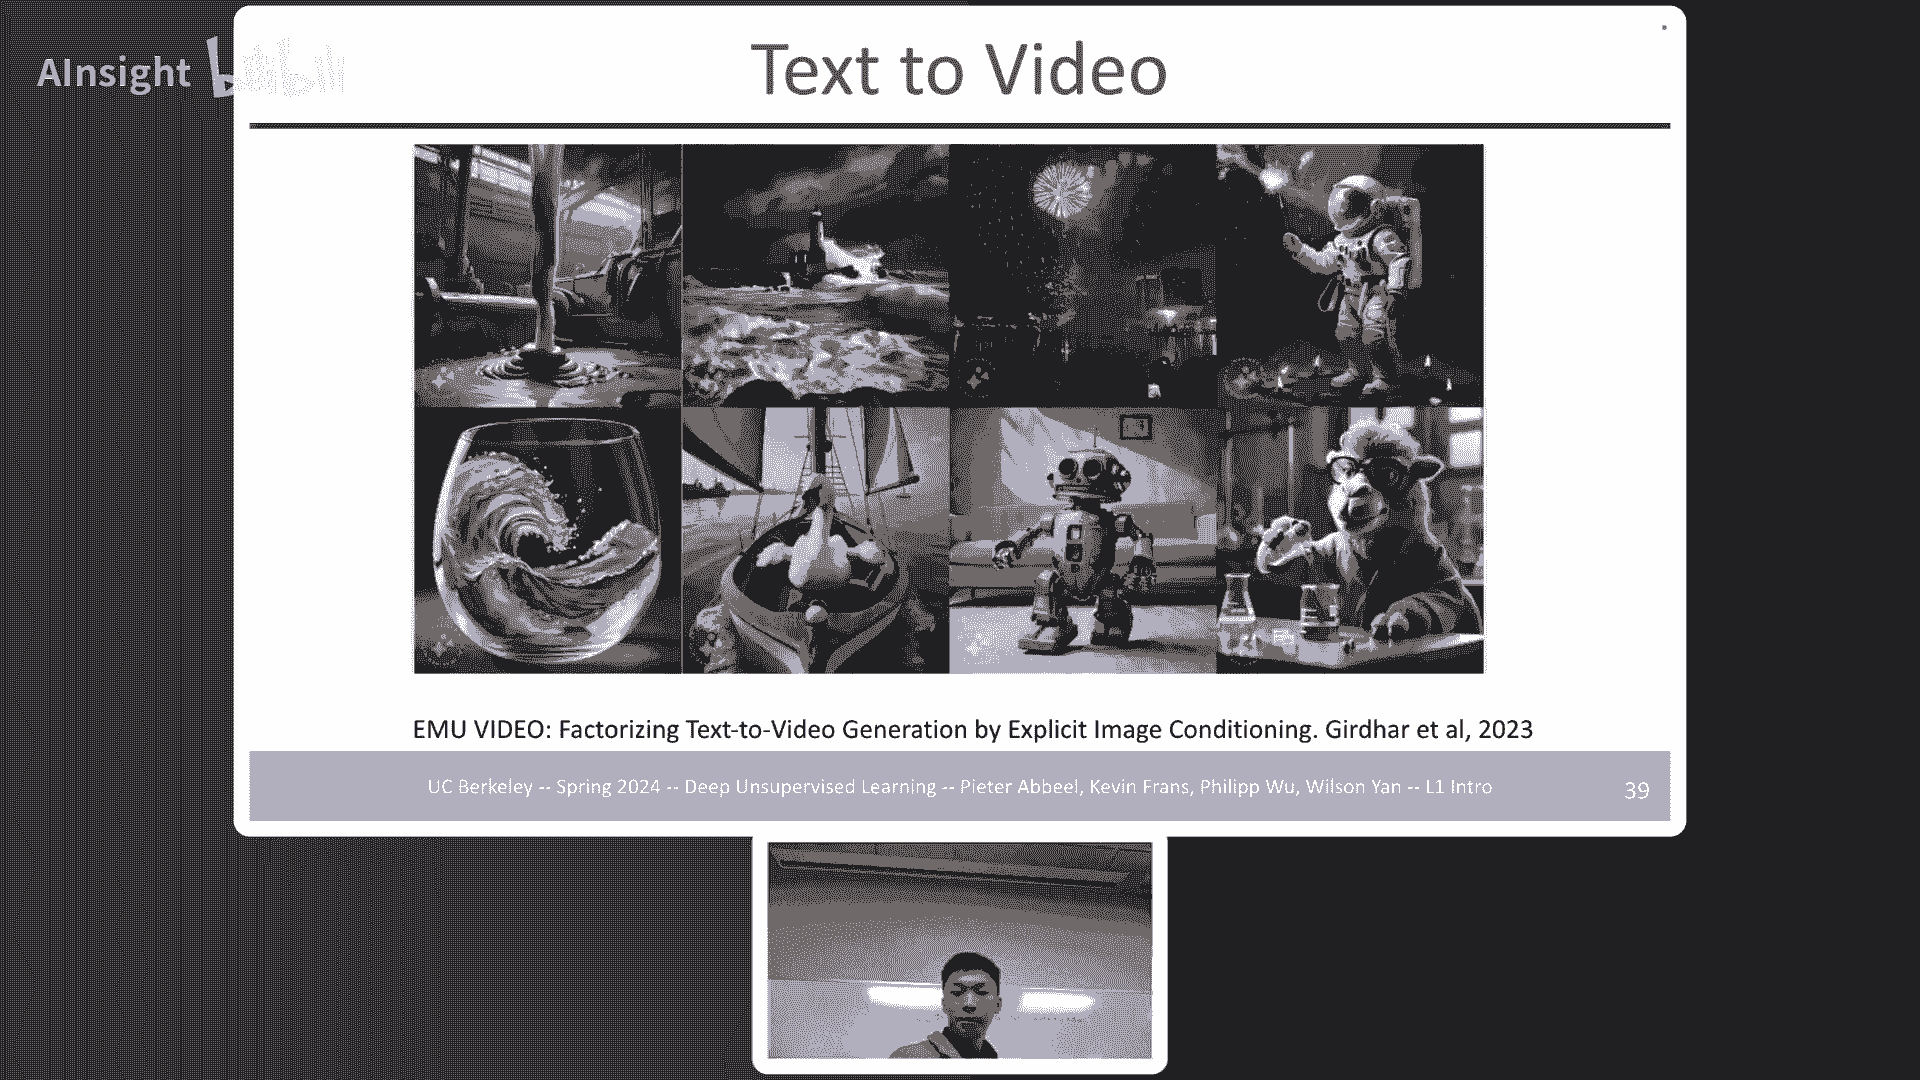 Text to Video
AInsight bilibili
EMU VIDEO: Factorizing Text-to-Video Generation by Explicit Image Conditioning. Girdhar et al, 2023
UC Berkeley -- Spring 2024 -- Deep Unsupervised Learning -- Pieter Abbeel, Kevin Frans, Philipp Wu, Wilson Yan -- L1 Intro
39